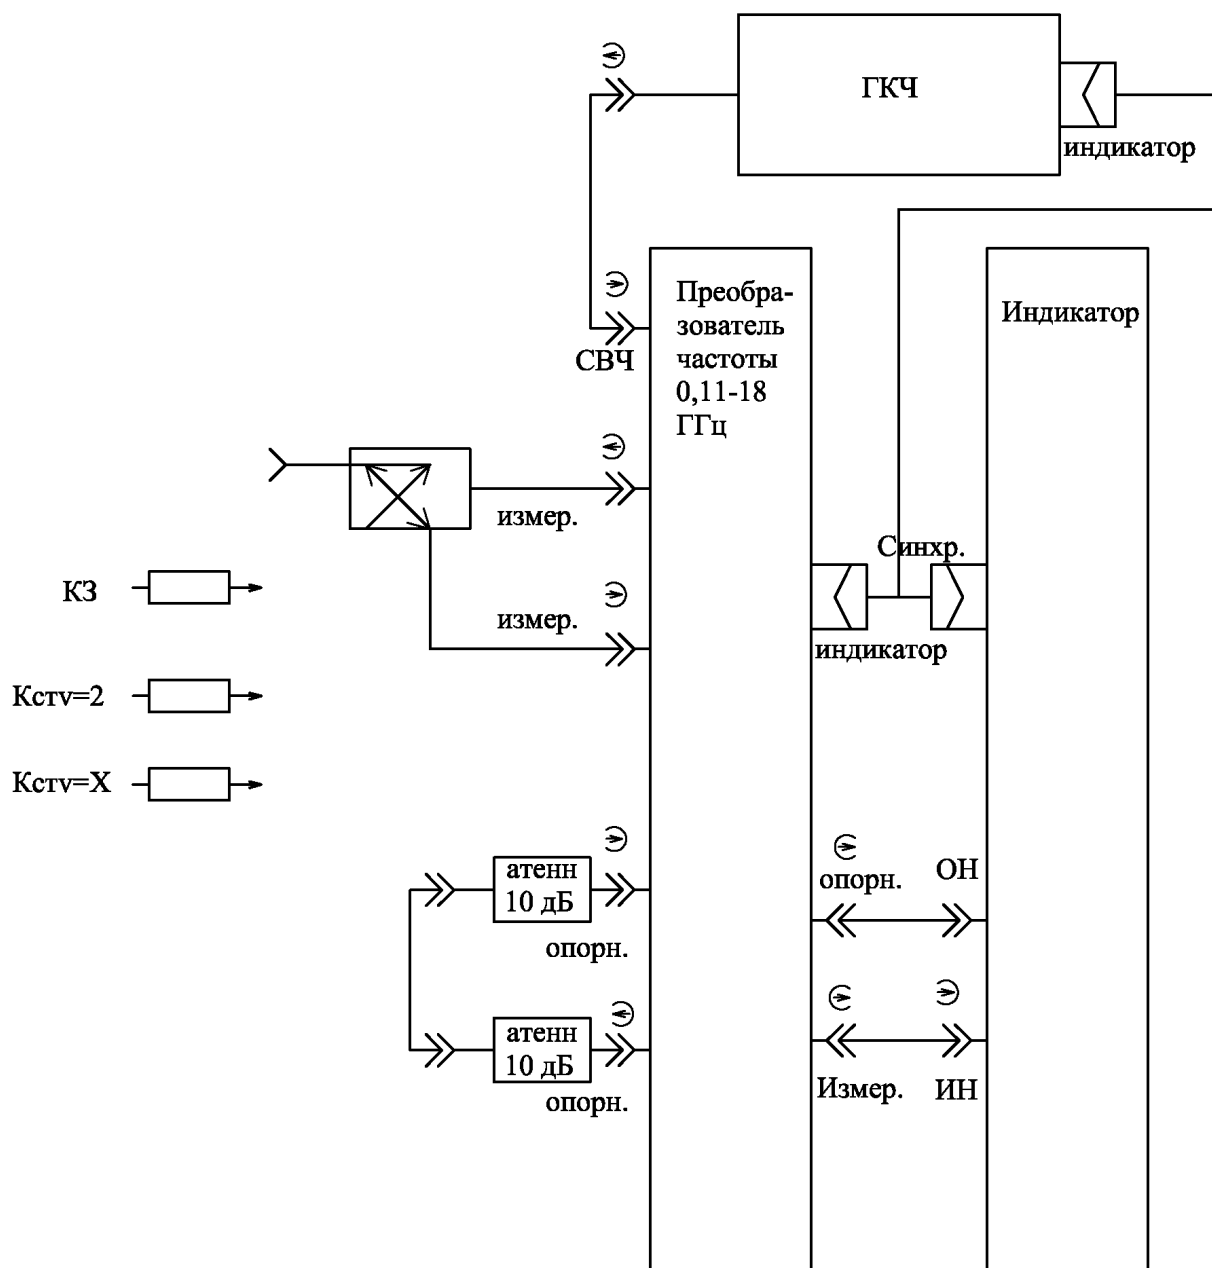 ГКЧ
индикатор
Преобра-
зователь
частоты
0,11-18
ГГц
Индикатор
СВЧ
измер.
Синхр.
КЗ
измер.
индикатор
Кстv=2
Кстv=Х
атенн
10 дБ
опорн.
опорн.
ОН
атенн
10 дБ
опорн.
Измер.
ИН